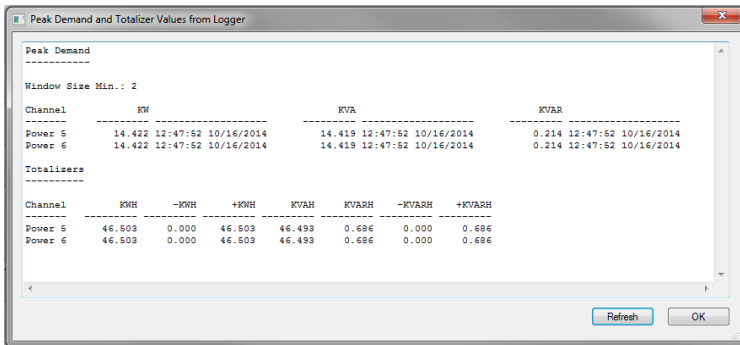 Peak Demand and Totalizer Values from Logger
Peak Demand
-----------
Window Size Min.: 2
Channel KW KVA KVAR
------- --------- ------------------- --------- ------------------- --------- -------------------
Power 5 14.422 12:47:52 10/16/2014 14.419 12:47:52 10/16/2014 0.214 12:47:52 10/16/2014
Power 6 14.422 12:47:52 10/16/2014 14.419 12:47:52 10/16/2014 0.214 12:47:52 10/16/2014
Totalizers
----------
Channel KWH -KWH +KWH KVAH KVARH -KVARH +KVARH
------- --------- --------- --------- --------- --------- --------- ---------
Power 5 46.503 0.000 46.503 46.493 0.686 0.000 0.686
Power 6 46.503 0.000 46.503 46.493 0.686 0.000 0.686
Refresh OK